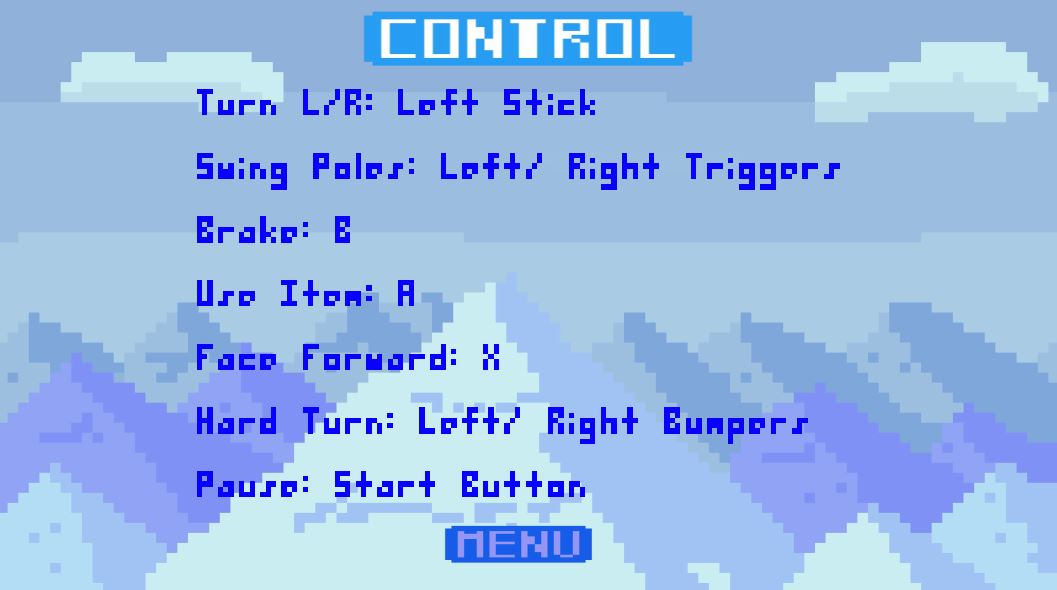 CONTROL
Turn L/R: Left Stick
Swing Poles: Left/ Right Triggers
Brake: B
Use Item: A
Face Forward: X
Hard Turn: Left/ Right Bumpers
Pause: Start Button
MENU